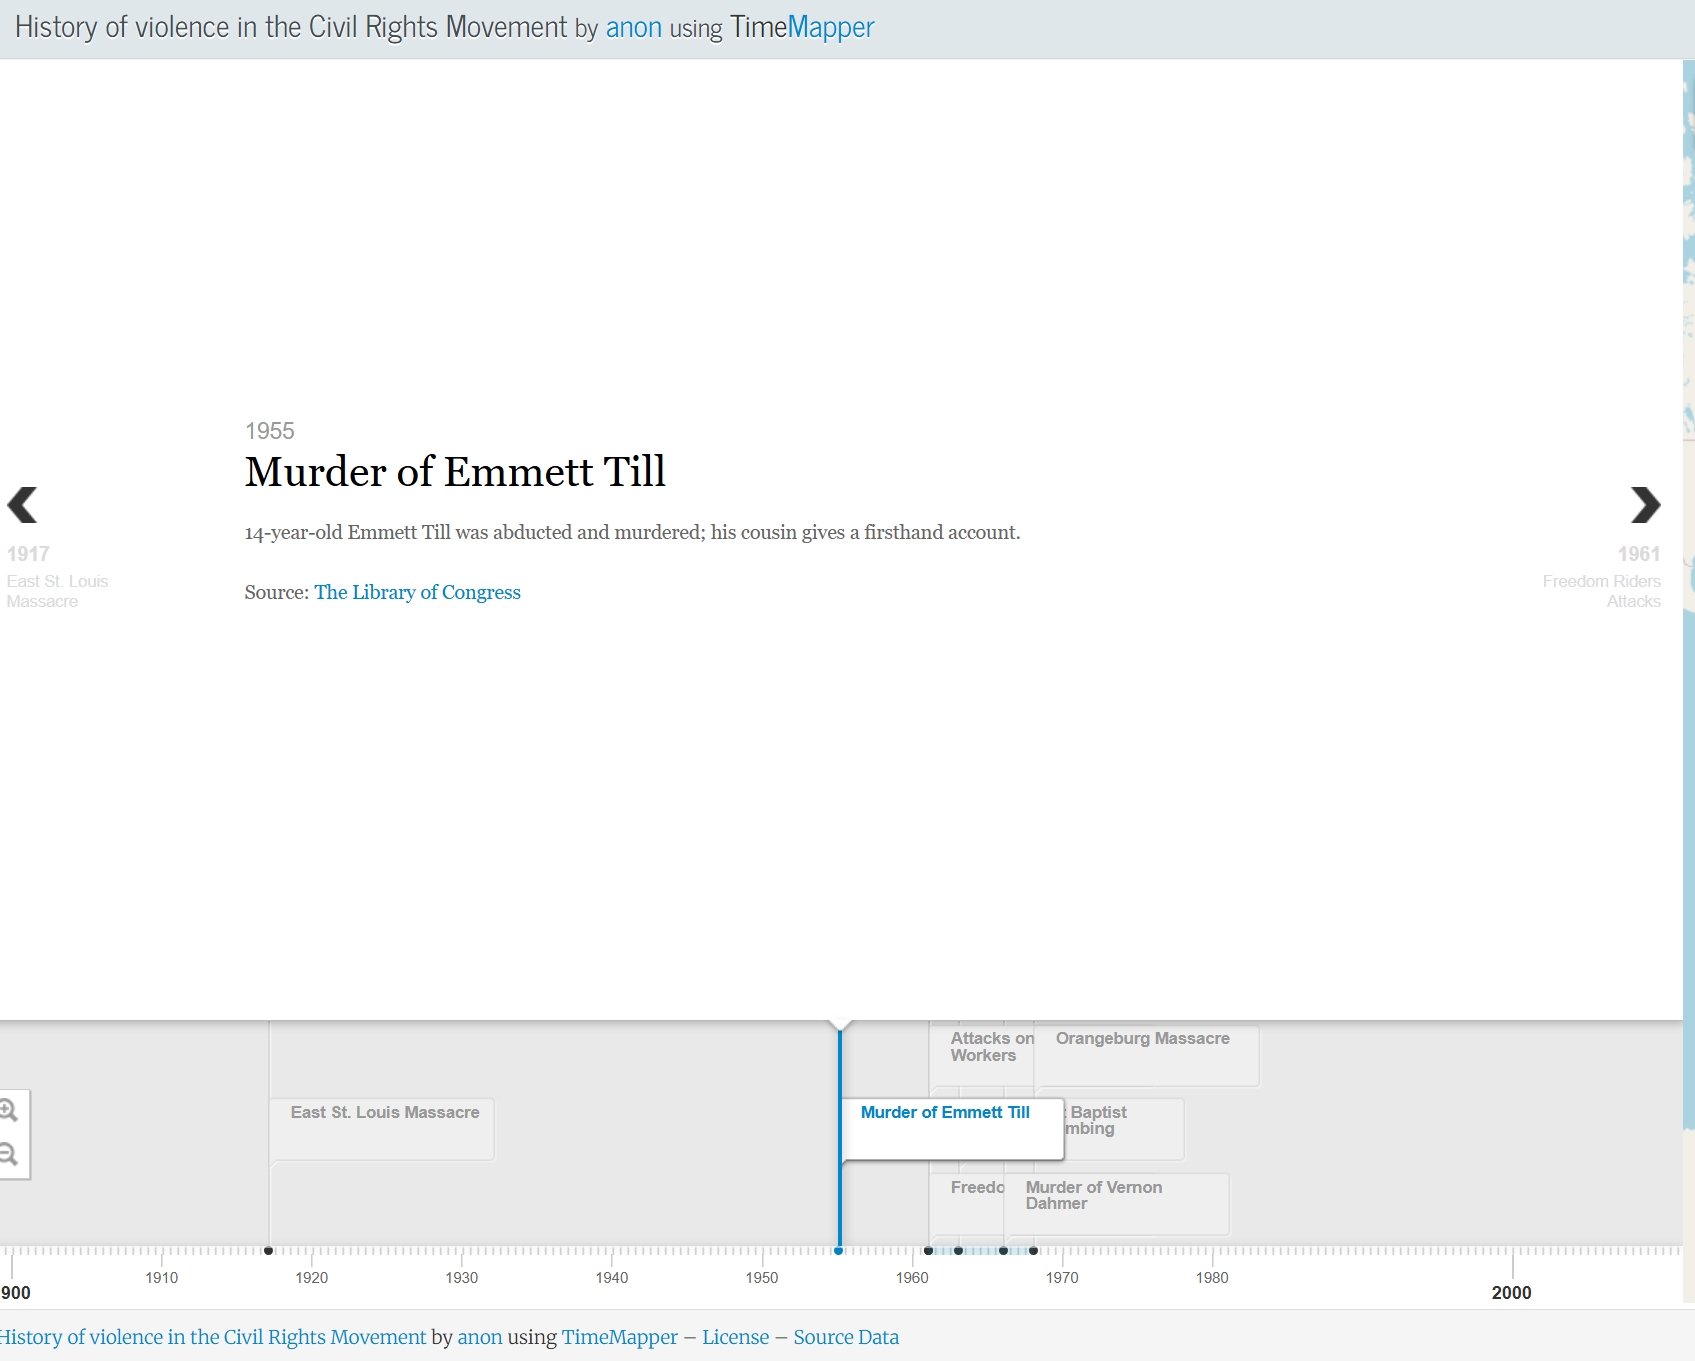 History of violence in the Civil Rights Movement by anon using TimeMapper
1955
Murder of Emmett Till
14-year-old Emmett Till was abducted and murdered; his cousin gives a firsthand account.
Source: The Library of Congress
1917
East St. Louis
Massacre
1961
Freedom Riders
Attacks
Attacks on
Workers
Orangeburg Massacre
East St. Louis Massacre
Murder of Emmett Till
Baptist
mbing
Freedo
Murder of Vernon
Dahmer
1910 1920 1930 1940 1950 1960 1970 1980
900 2000
History of violence in the Civil Rights Movement by anon using TimeMapper – License – Source Data